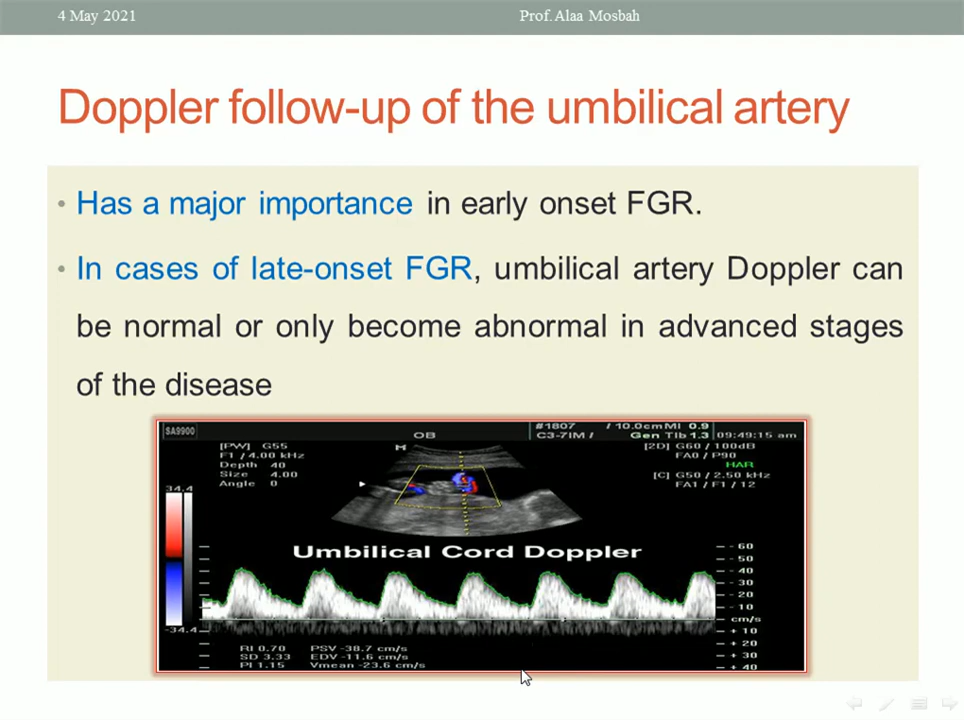 4 May 2021
Prof.Alaa Mosbah
Doppler follow-up of the umbilical artery
• Has a major importance in early onset FGR.
• In cases of late-onset FGR, umbilical artery Doppler can
be normal or only become abnormal in advanced stages
of the disease
SA9900
OB
#1807 / 10.0cm MI 0.9
C3-7IM / Gen TIb 1.3 09:49:15 am
[PW] G55
F1 / 4.00 kHz
Depth 40
Size 4.00
Angle 0
M
[2D] G60 / 100dB
FA0 / P90
HAR
[C] G50 / 2.50 kHz
FA1 / F1 / 12
34.4
-34.4
Umbilical Cord Doppler
- 60
- 50
- 40
- 30
- 20
- 10
cm/s
+ 10
+ 20
+ 30
+ 40
RI 0.70 PSV -38.7 cm/s
SD 3.33 EDV -11.6 cm/s
PI 1.15 Vmean -23.6 cm/s